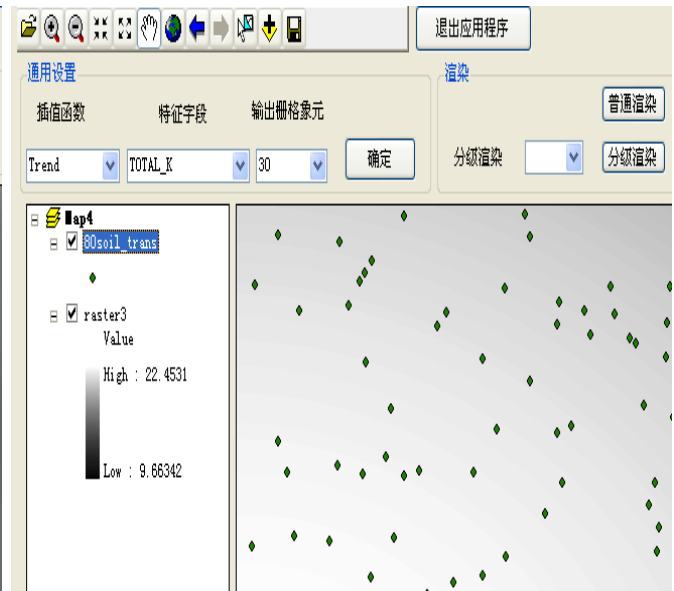 退出应用程序
通用设置
渲染
插值函数
特征字段
输出栅格象元
普通渲染
Trend
TOTAL_K
30
确定
分级渲染
分级渲染
Map4
80soil_trans
raster3
Value
High : 22.4531
Low : 9.66342